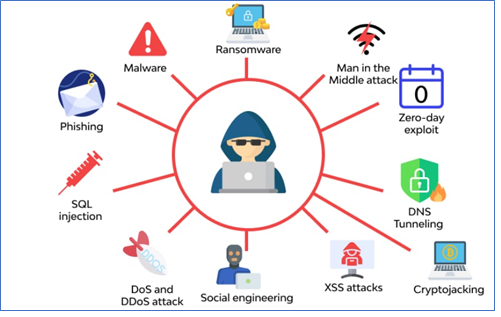 Ransomware
Malware
Man in the
Middle attack
0
Zero-day
exploit
Phishing
SQL
injection
DNS
Tunneling
DDOS
DoS and
DDoS attack
Social engineering
XSS attacks
Cryptojacking